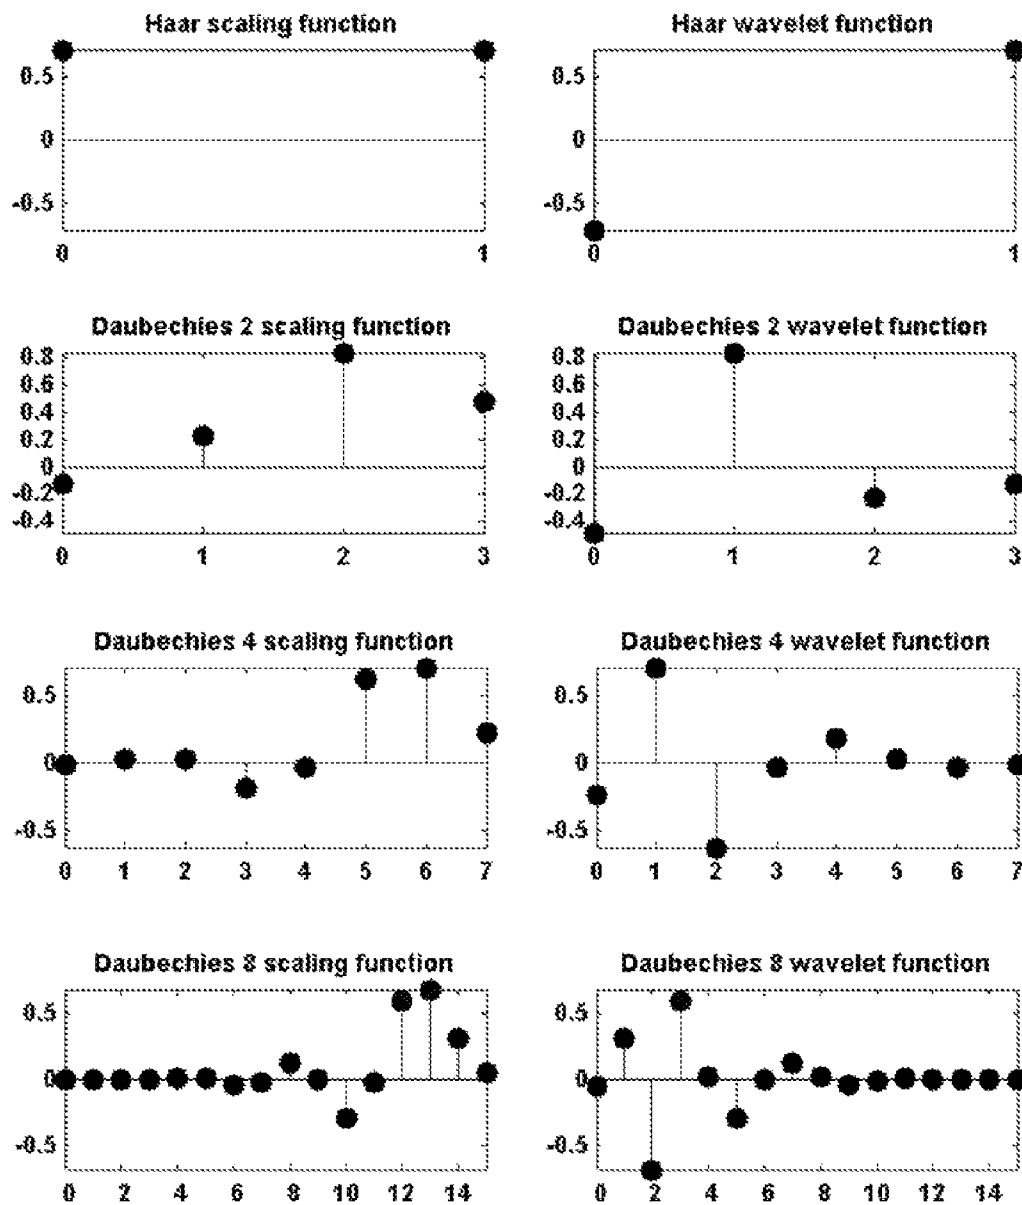 Haar scaling function
0.5
0
-0.5
0 1
Haar wavelet function
0.5
0
-0.5
0 1
Daubechies 2 scaling function
0.8
0.6
0.4
0.2
0
-0.2
-0.4
0 1 2 3
Daubechies 2 wavelet function
0.8
0.6
0.4
0.2
0
-0.2
-0.4
0 1 2 3
Daubechies 4 scaling function
0.5
0
-0.5
0 1 2 3 4 5 6 7
Daubechies 4 wavelet function
0.5
0
-0.5
0 1 2 3 4 5 6 7
Daubechies 8 scaling function
0.5
0
-0.5
0 2 4 6 8 10 12 14
Daubechies 8 wavelet function
0.5
0
-0.5
0 2 4 6 8 10 12 14